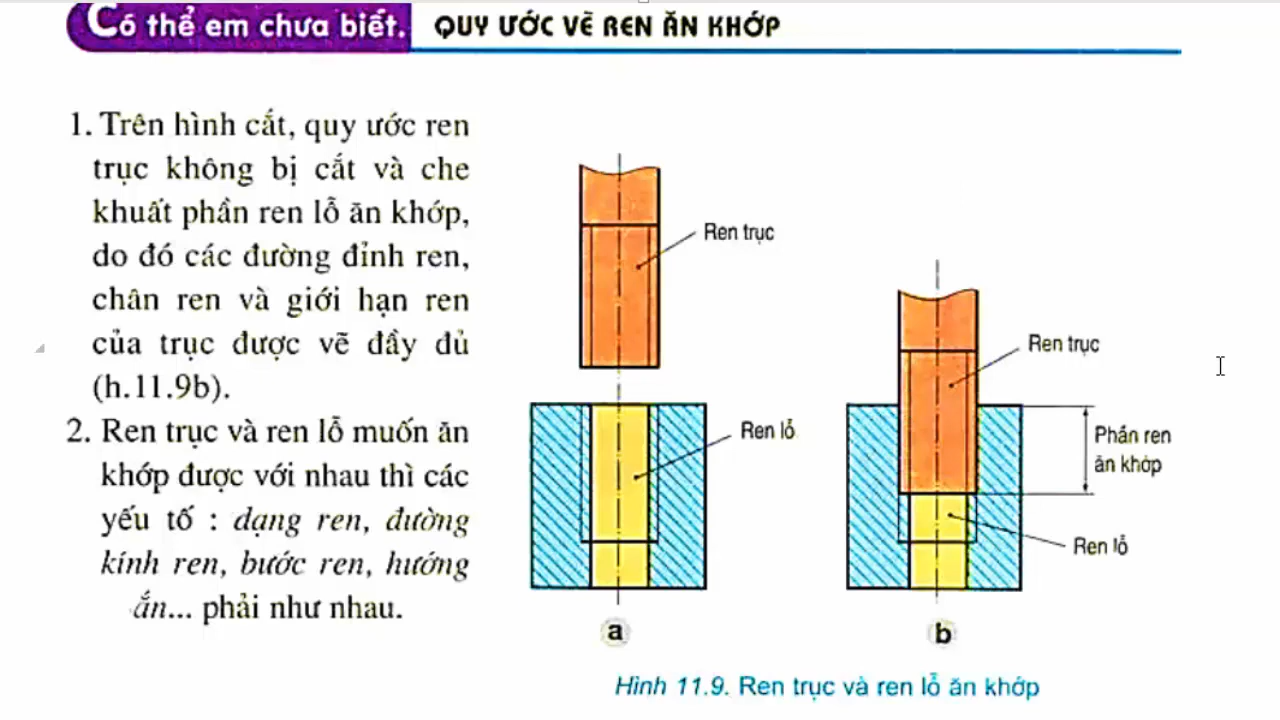 Có thể em chưa biết. QUY ƯỚC VẼ REN ĂN KHỚP
1. Trên hình cắt, quy ước ren
trục không bị cắt và che
khuất phần ren lỗ ăn khớp,
do đó các đường đỉnh ren,
chân ren và giới hạn ren
của trục được vẽ đầy đủ
(h.11.9b).
2. Ren trục và ren lỗ muốn ăn
khớp được với nhau thì các
yếu tố : dạng ren, đường
kính ren, bước ren, hướng
ắn... phải như nhau.
Ren trục
Ren lỗ
a
Ren trục
Phần ren
ăn khớp
Ren lỗ
b
Hình 11.9. Ren trục và ren lỗ ăn khớp